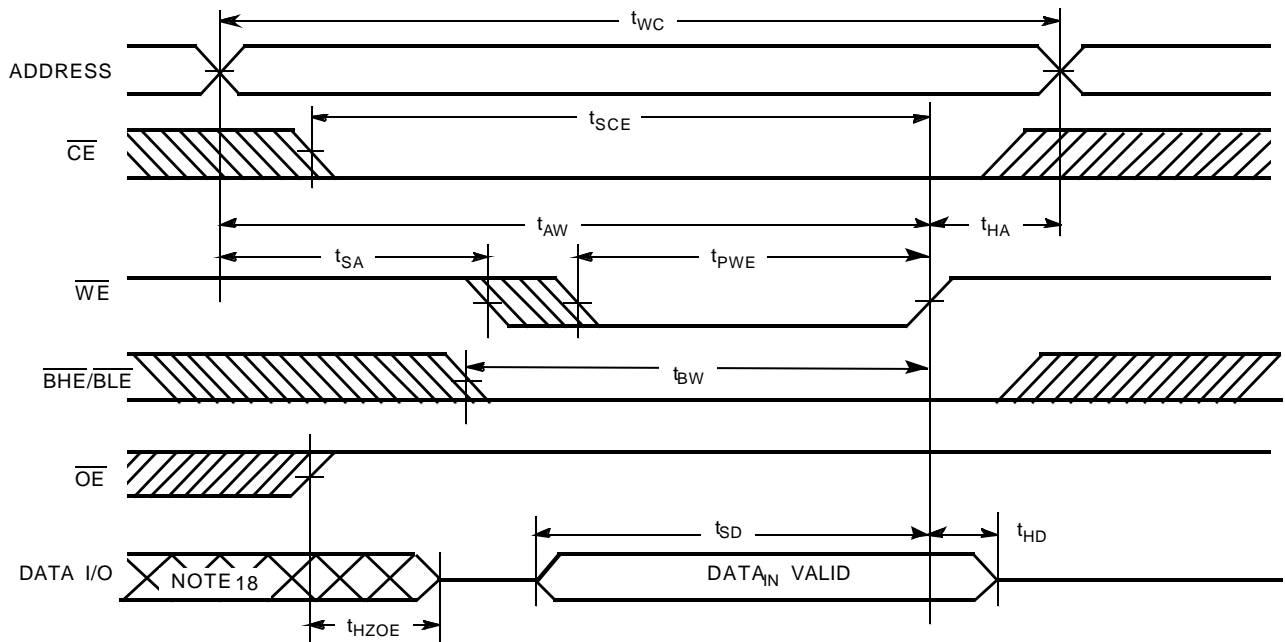 tWC
ADDRESS
tSCE
CE
tAW
tHA
tSA
tPWE
WE
BHE/BLE
tBW
OE
tSD
tHD
DATA I/O
NOTE 18
DATAIN VALID
tHZOE